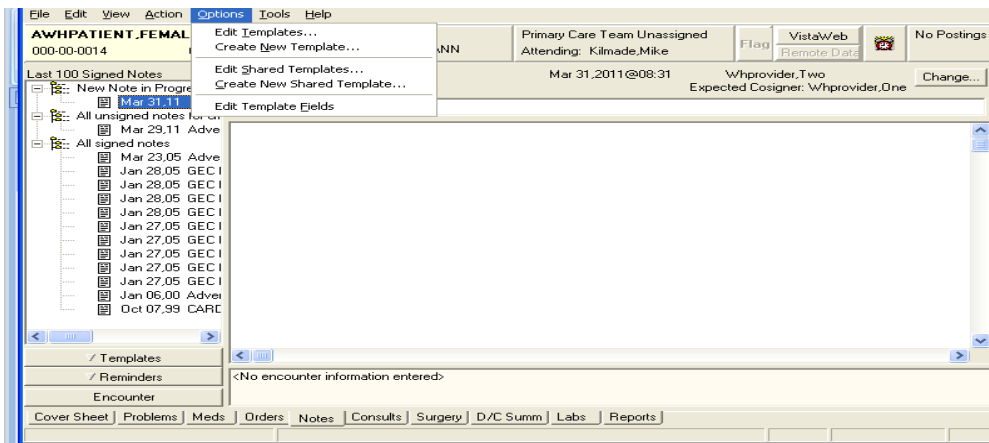 File Edit View Action Options Tools Help
AWHPATIENT,FEMAL
000-00-0014
Edit Templates...
Create New Template...
Edit Shared Templates...
Create New Shared Template...
Edit Template Fields
ANN
Primary Care Team Unassigned
Attending: Kilmade,Mike
Flag
VistaWeb
Remote Data
No Postings
Last 100 Signed Notes
Mar 31,2011@08:31
Whprovider,Two
Expected Cosigner: Whprovider,One
Change...
New Note in Progre
Mar 31,11
All unsigned notes for
Mar 29,11 Adve
All signed notes
Mar 23,05 Adve
Jan 28,05 GEC
Jan 28,05 GEC
Jan 28,05 GEC
Jan 28,05 GEC
Jan 27,05 GEC
Jan 27,05 GEC
Jan 27,05 GEC
Jan 27,05 GEC
Jan 27,05 GEC
Jan 06,00 Adver
Oct 07,99 CARD
Templates
Reminders
Encounter
<No encounter information entered>
Cover Sheet Problems Meds Orders Notes Consults Surgery D/C Summ Labs Reports